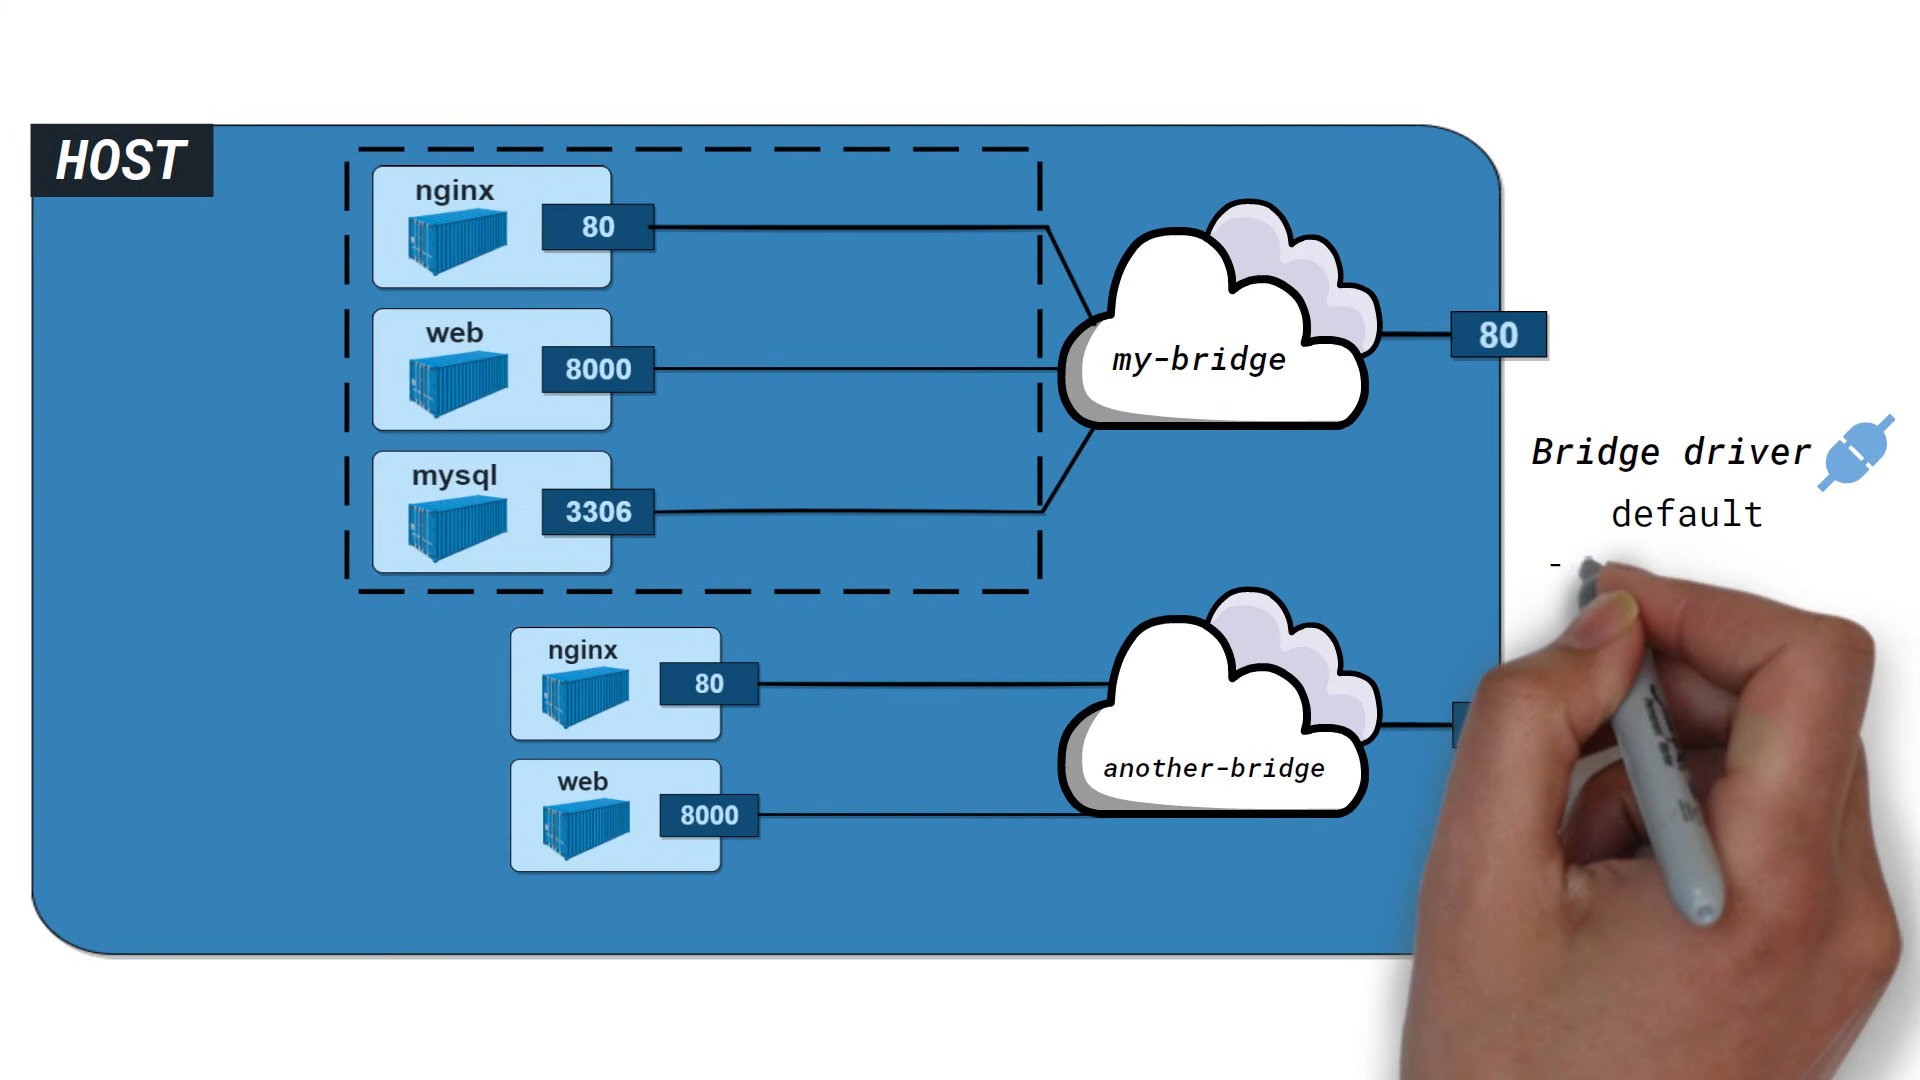 HOST
nginx
80
web
8000
mysql
3306
my-bridge
80
Bridge driver
default
-
nginx
80
web
8000
another-bridge